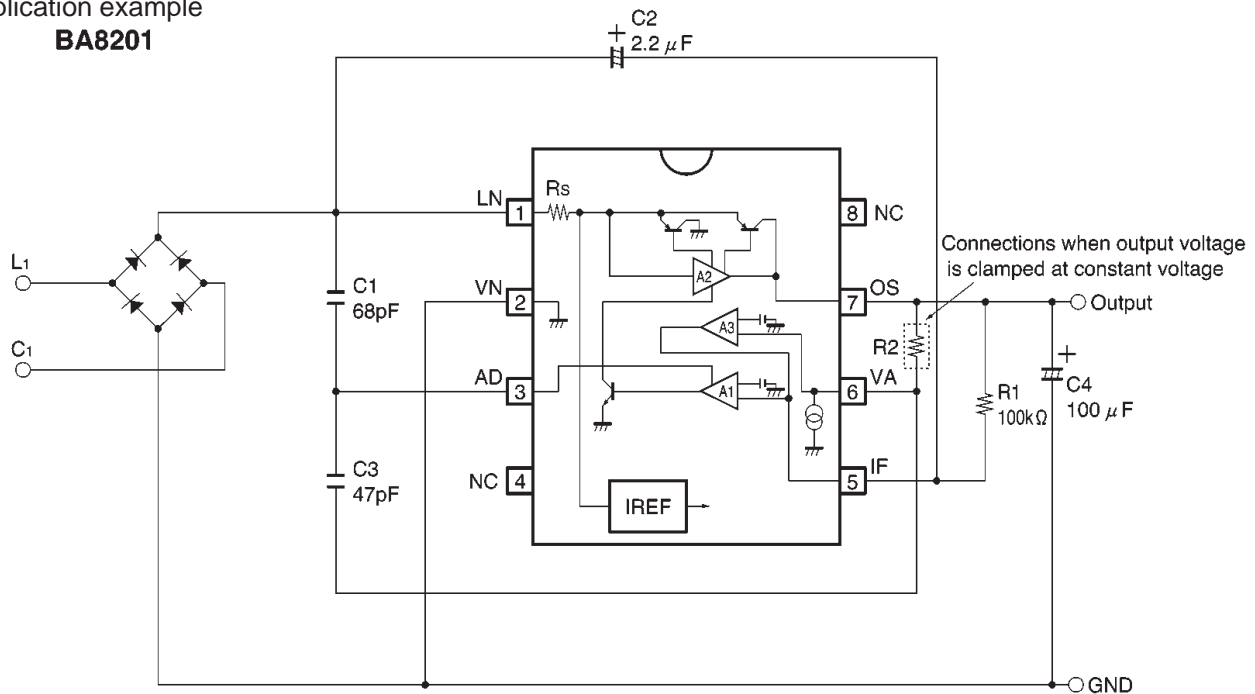 plication example
BA8201
C2
+ 2.2 μF
LN
Rs
1
8 NC
Connections when output voltage
is clamped at constant voltage
L1
C1
68pF
VN
2
A2
7
OS
Output
A3
R2
C1
AD
3
A1
6
VA
R1
100kΩ
+
C4
100 μF
C3
47pF
NC 4
IREF
5
IF
GND